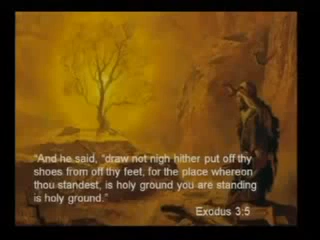 “And he said, “draw not nigh hither put off thy
shoes from off thy feet, for the place whereon
thou standest, is holy ground you are standing
is holy ground.”
Exodus 3:5